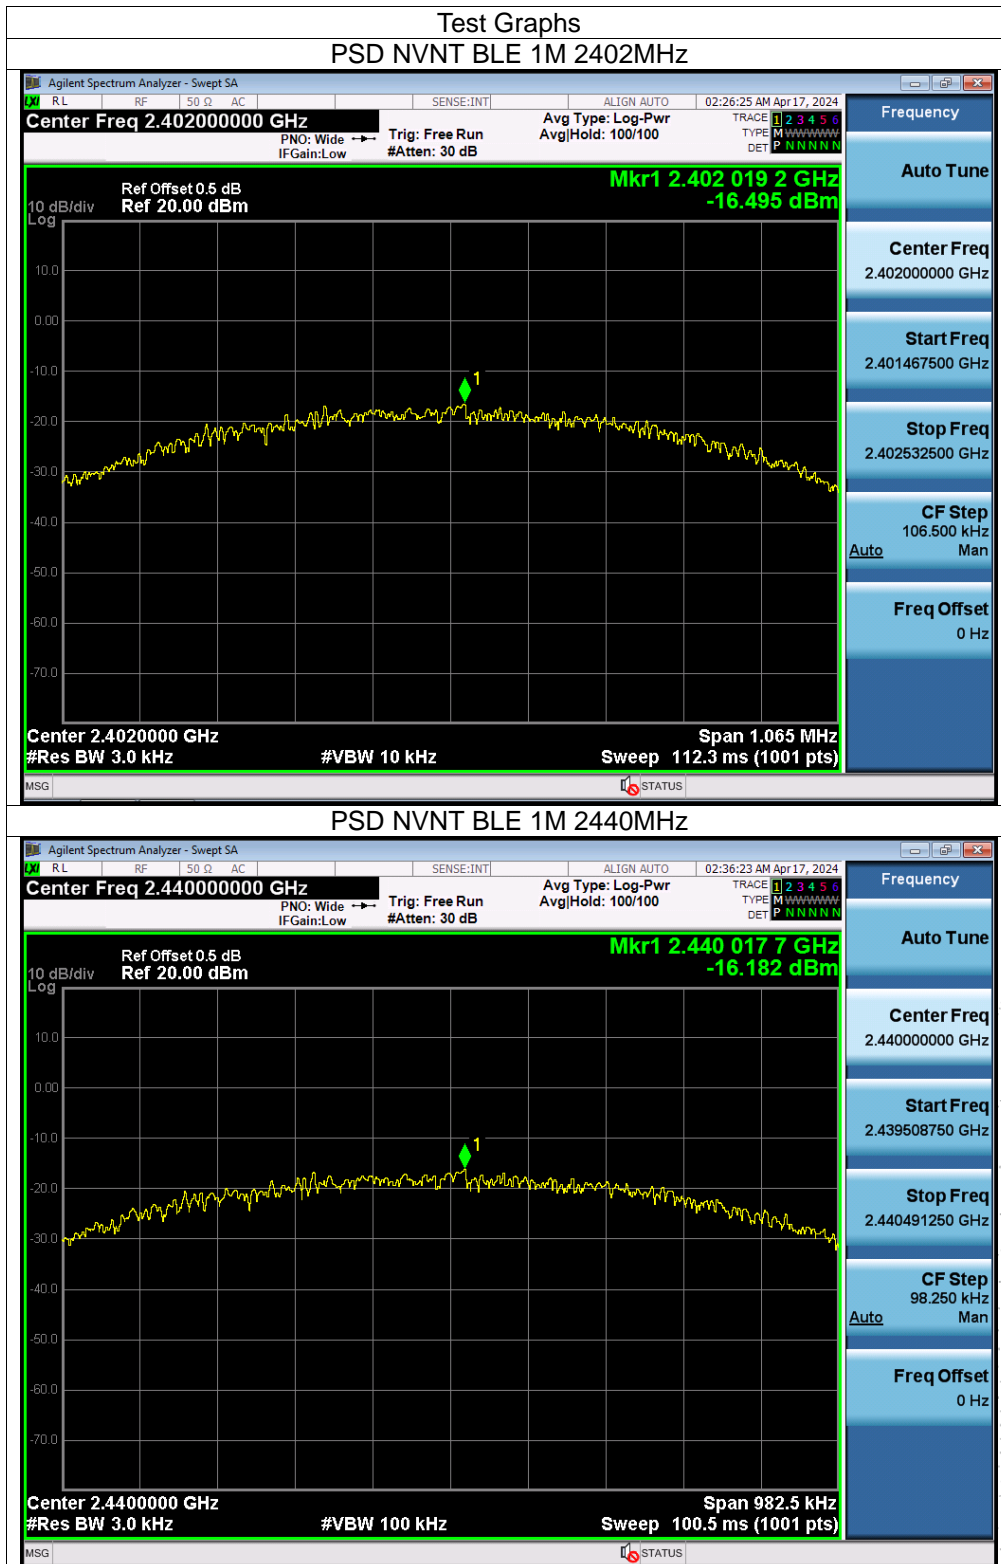 Test Graphs
PSD NVNT BLE 1M 2402MHz
Agilent Spectrum Analyzer - Swept SA
LXI RL RF 50 Ω AC SENSE:INT ALIGN AUTO 02:26:25 AM Apr 17, 2024
Center Freq 2.402000000 GHz
PNO: Wide
IFGain:Low
Trig: Free Run
#Atten: 30 dB
Avg Type: Log-Pwr
Avg|Hold: 100/100
TRACE 1 2 3 4 5 6
TYPE M WWWWW
DET P N N N N N
Frequency
Auto Tune
Center Freq
2.402000000 GHz
Start Freq
2.401467500 GHz
Stop Freq
2.402532500 GHz
CF Step
106.500 kHz
Auto Man
Freq Offset
0 Hz
Mkr1 2.402 019 2 GHz
-16.495 dBm
Ref Offset 0.5 dB
10 dB/div Ref 20.00 dBm
Log
10.0
0.00
-10.0
1
-20.0
-30.0
-40.0
-50.0
-60.0
-70.0
Center 2.4020000 GHz Span 1.065 MHz
#Res BW 3.0 kHz #VBW 10 kHz Sweep 112.3 ms (1001 pts)
MSG STATUS
PSD NVNT BLE 1M 2440MHz
Agilent Spectrum Analyzer - Swept SA
LXI RL RF 50 Ω AC SENSE:INT ALIGN AUTO 02:36:23 AM Apr 17, 2024
Center Freq 2.440000000 GHz
PNO: Wide
IFGain:Low
Trig: Free Run
#Atten: 30 dB
Avg Type: Log-Pwr
Avg|Hold: 100/100
TRACE 1 2 3 4 5 6
TYPE M WWWWW
DET P N N N N N
Frequency
Auto Tune
Center Freq
2.440000000 GHz
Start Freq
2.439508750 GHz
Stop Freq
2.440491250 GHz
CF Step
98.250 kHz
Auto Man
Freq Offset
0 Hz
Mkr1 2.440 017 7 GHz
-16.182 dBm
Ref Offset 0.5 dB
10 dB/div Ref 20.00 dBm
Log
10.0
0.00
-10.0
1
-20.0
-30.0
-40.0
-50.0
-60.0
-70.0
Center 2.4400000 GHz Span 982.5 kHz
#Res BW 3.0 kHz #VBW 100 kHz Sweep 100.5 ms (1001 pts)
MSG STATUS